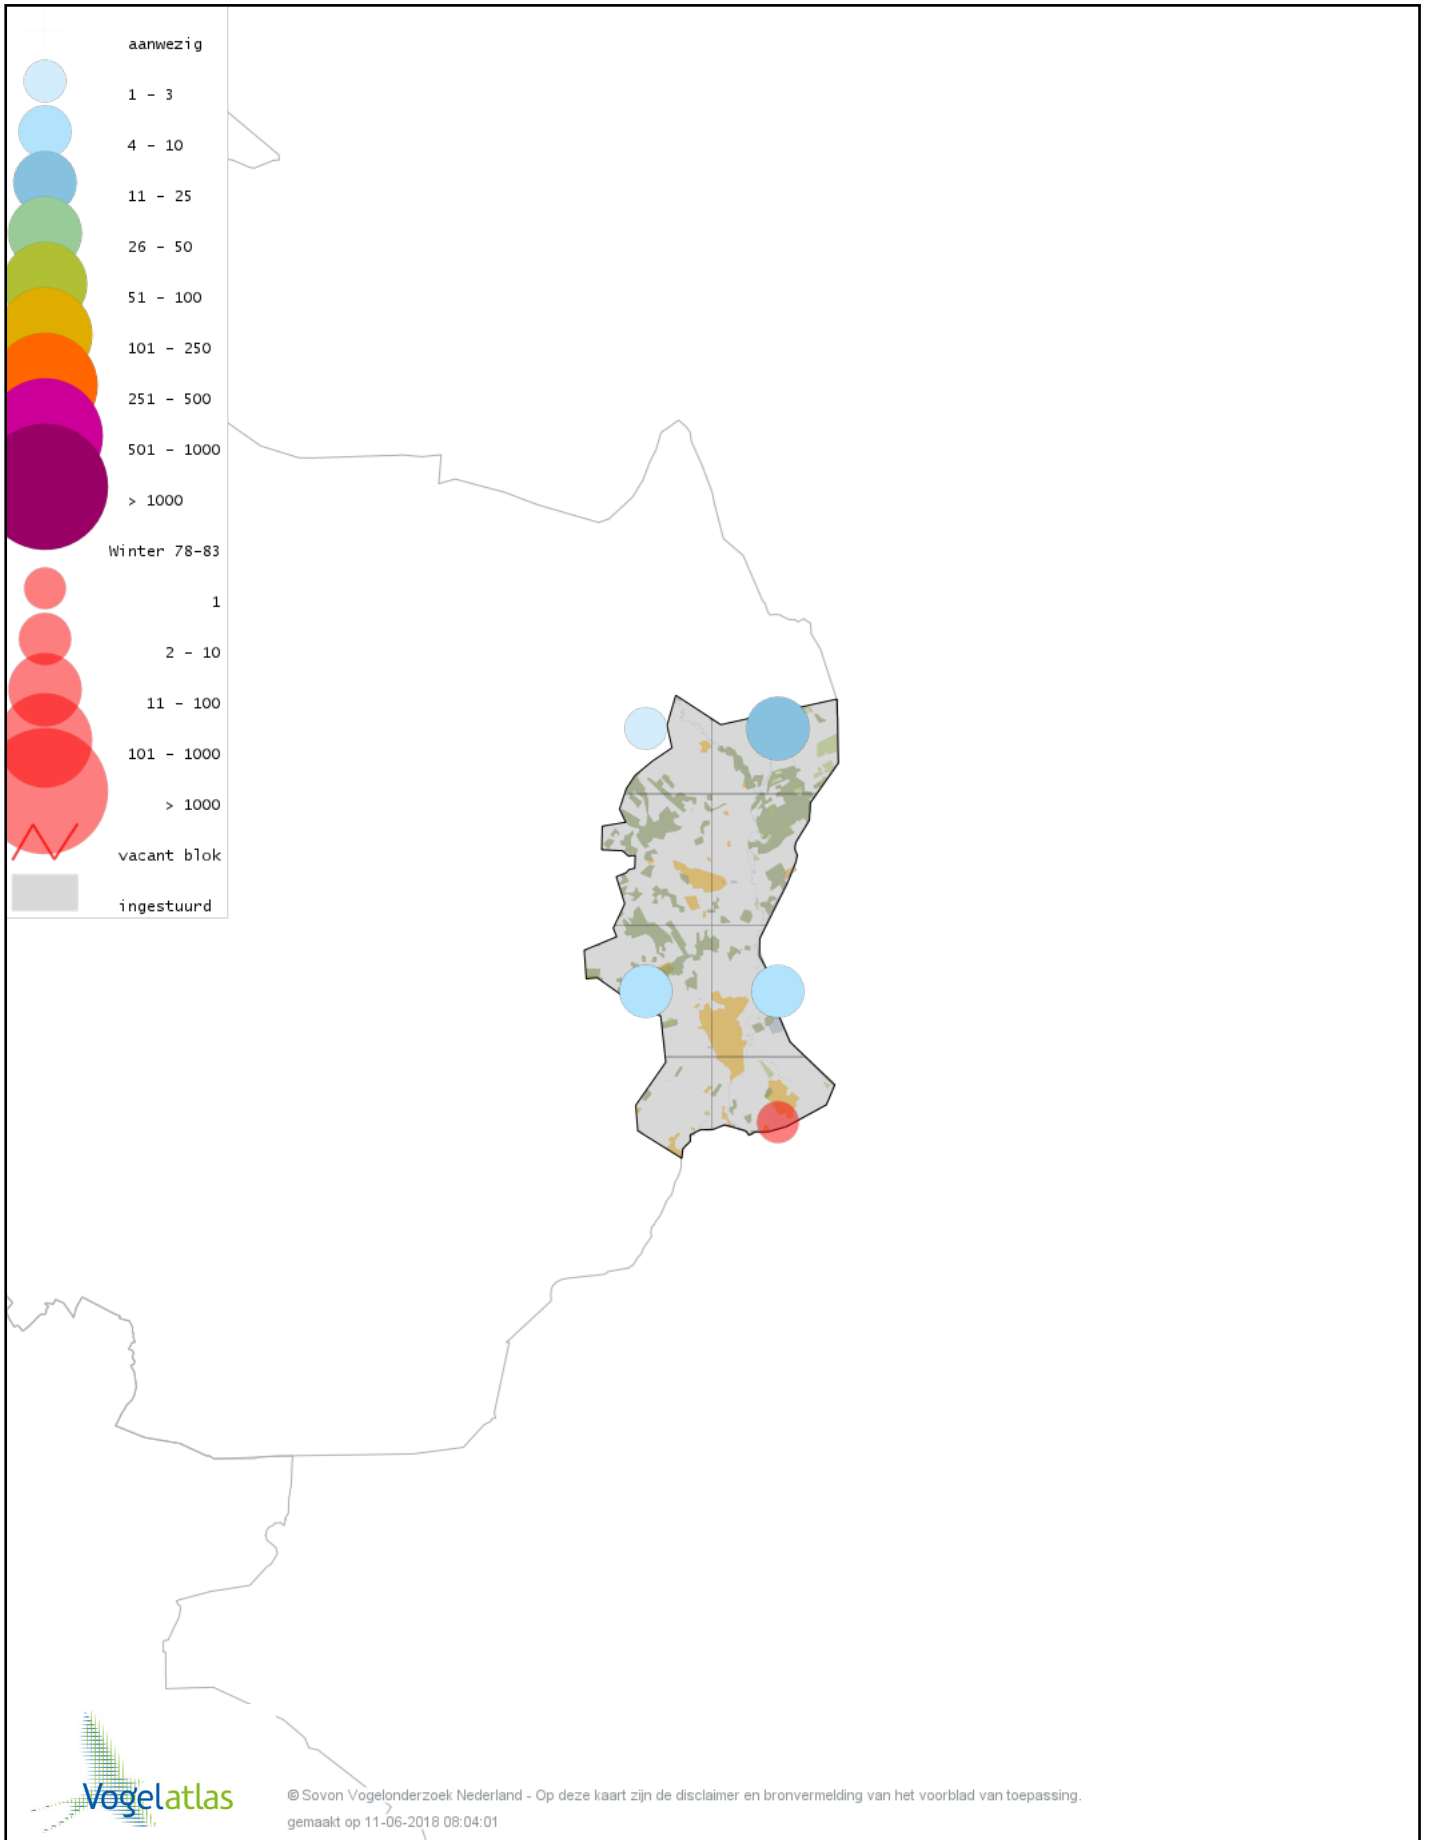 aanwezig
1 - 3
4 - 10
11 - 25
26 - 50
51 - 100
101 - 250
251 - 500
501 - 1000
> 1000
Winter 78-83
1
2 - 10
11 - 100
101 - 1000
> 1000
vacant blok
ingestuurd
Vogelatlas
© Sovon Vogelonderzoek Nederland - Op deze kaart zijn de disclaimer en bronvermelding van het voorblad van toepassing.
gemaakt op 11-06-2018 08:04:01